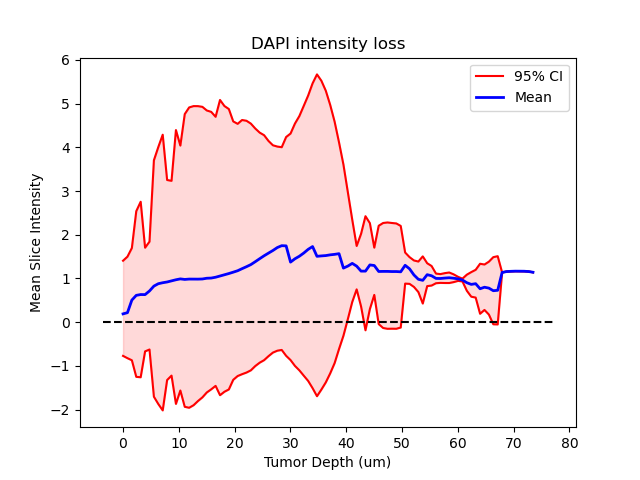 DAPI intensity loss
95% CI
Mean
Mean Slice Intensity
6
5
4
3
2
1
0
−1
−2
0 10 20 30 40 50 60 70 80
Tumor Depth (um)